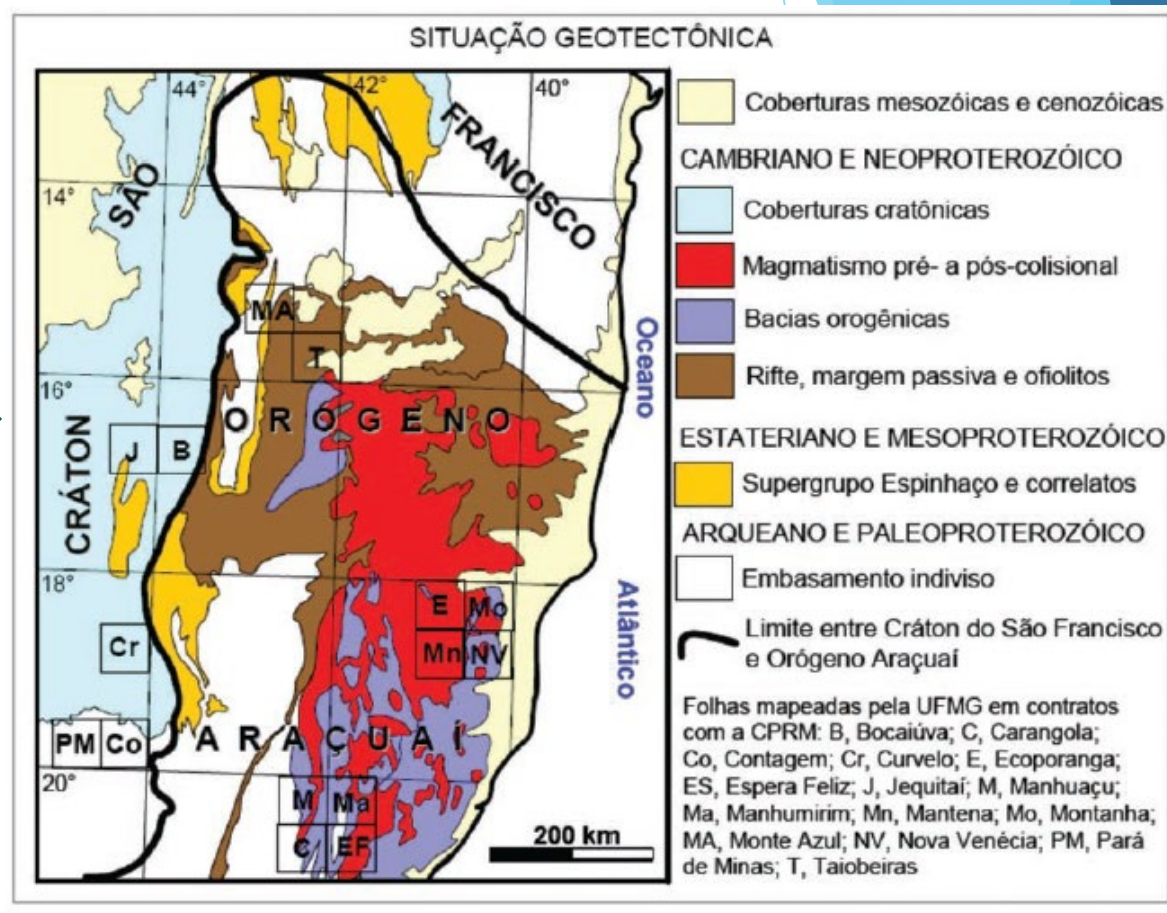 SITUAÇÃO GEOTECTÔNICA
44°
42°
40°
14°
16°
18°
20°
SÃO
FRANCISCO
CRÁTON
ORÓGENO
ARAÇUAÍ
MA
T
J
B
Cr
PM
Co
E
Mo
Mn
NV
M
Ma
C
EF
200 km
Oceano
Atlântico
Coberturas mesozóicas e cenozóicas
CAMBRIANO E NEOPROTEROZÓICO
Coberturas cratônicas
Magmatismo pré- a pós-colisional
Bacias orogênicas
Rifte, margem passiva e ofiolitos
ESTATERIANO E MESOPROTEROZÓICO
Supergrupo Espinhaço e correlatos
ARQUEANO E PALEOPROTEROZÓICO
Embasamento indiviso
Limite entre Cráton do São Francisco
e Orógeno Araçuaí
Folhas mapeadas pela UFMG em contratos
com a CPRM: B, Bocaiúva; C, Carangola;
Co, Contagem; Cr, Curvelo; E, Ecoporanga;
ES, Espera Feliz; J, Jequitaí; M, Manhuaçu;
Ma, Manhumirim; Mn, Mantena; Mo, Montanha;
MA, Monte Azul; NV, Nova Venécia; PM, Pará
de Minas; T, Taiobeiras